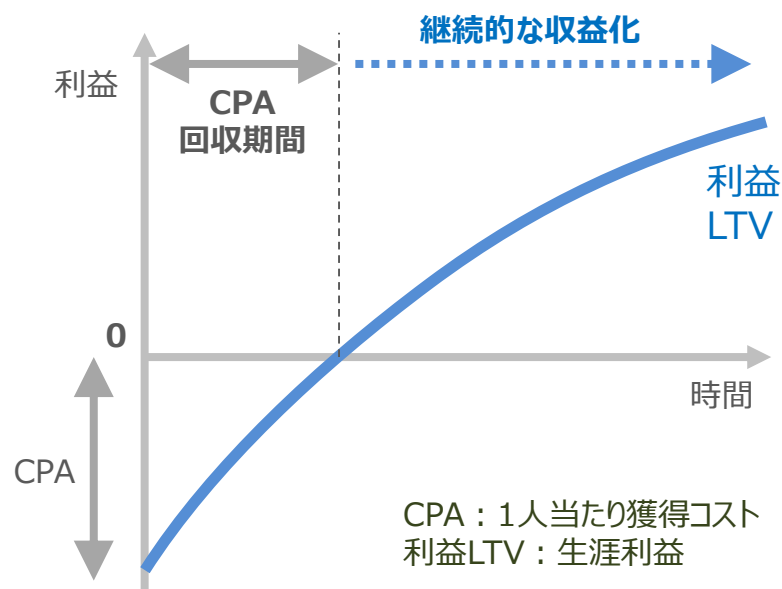 継続的な収益化
利益
CPA
回収期間
利益
LTV
0
時間
CPA
CPA：1人当たり獲得コスト
利益LTV：生涯利益